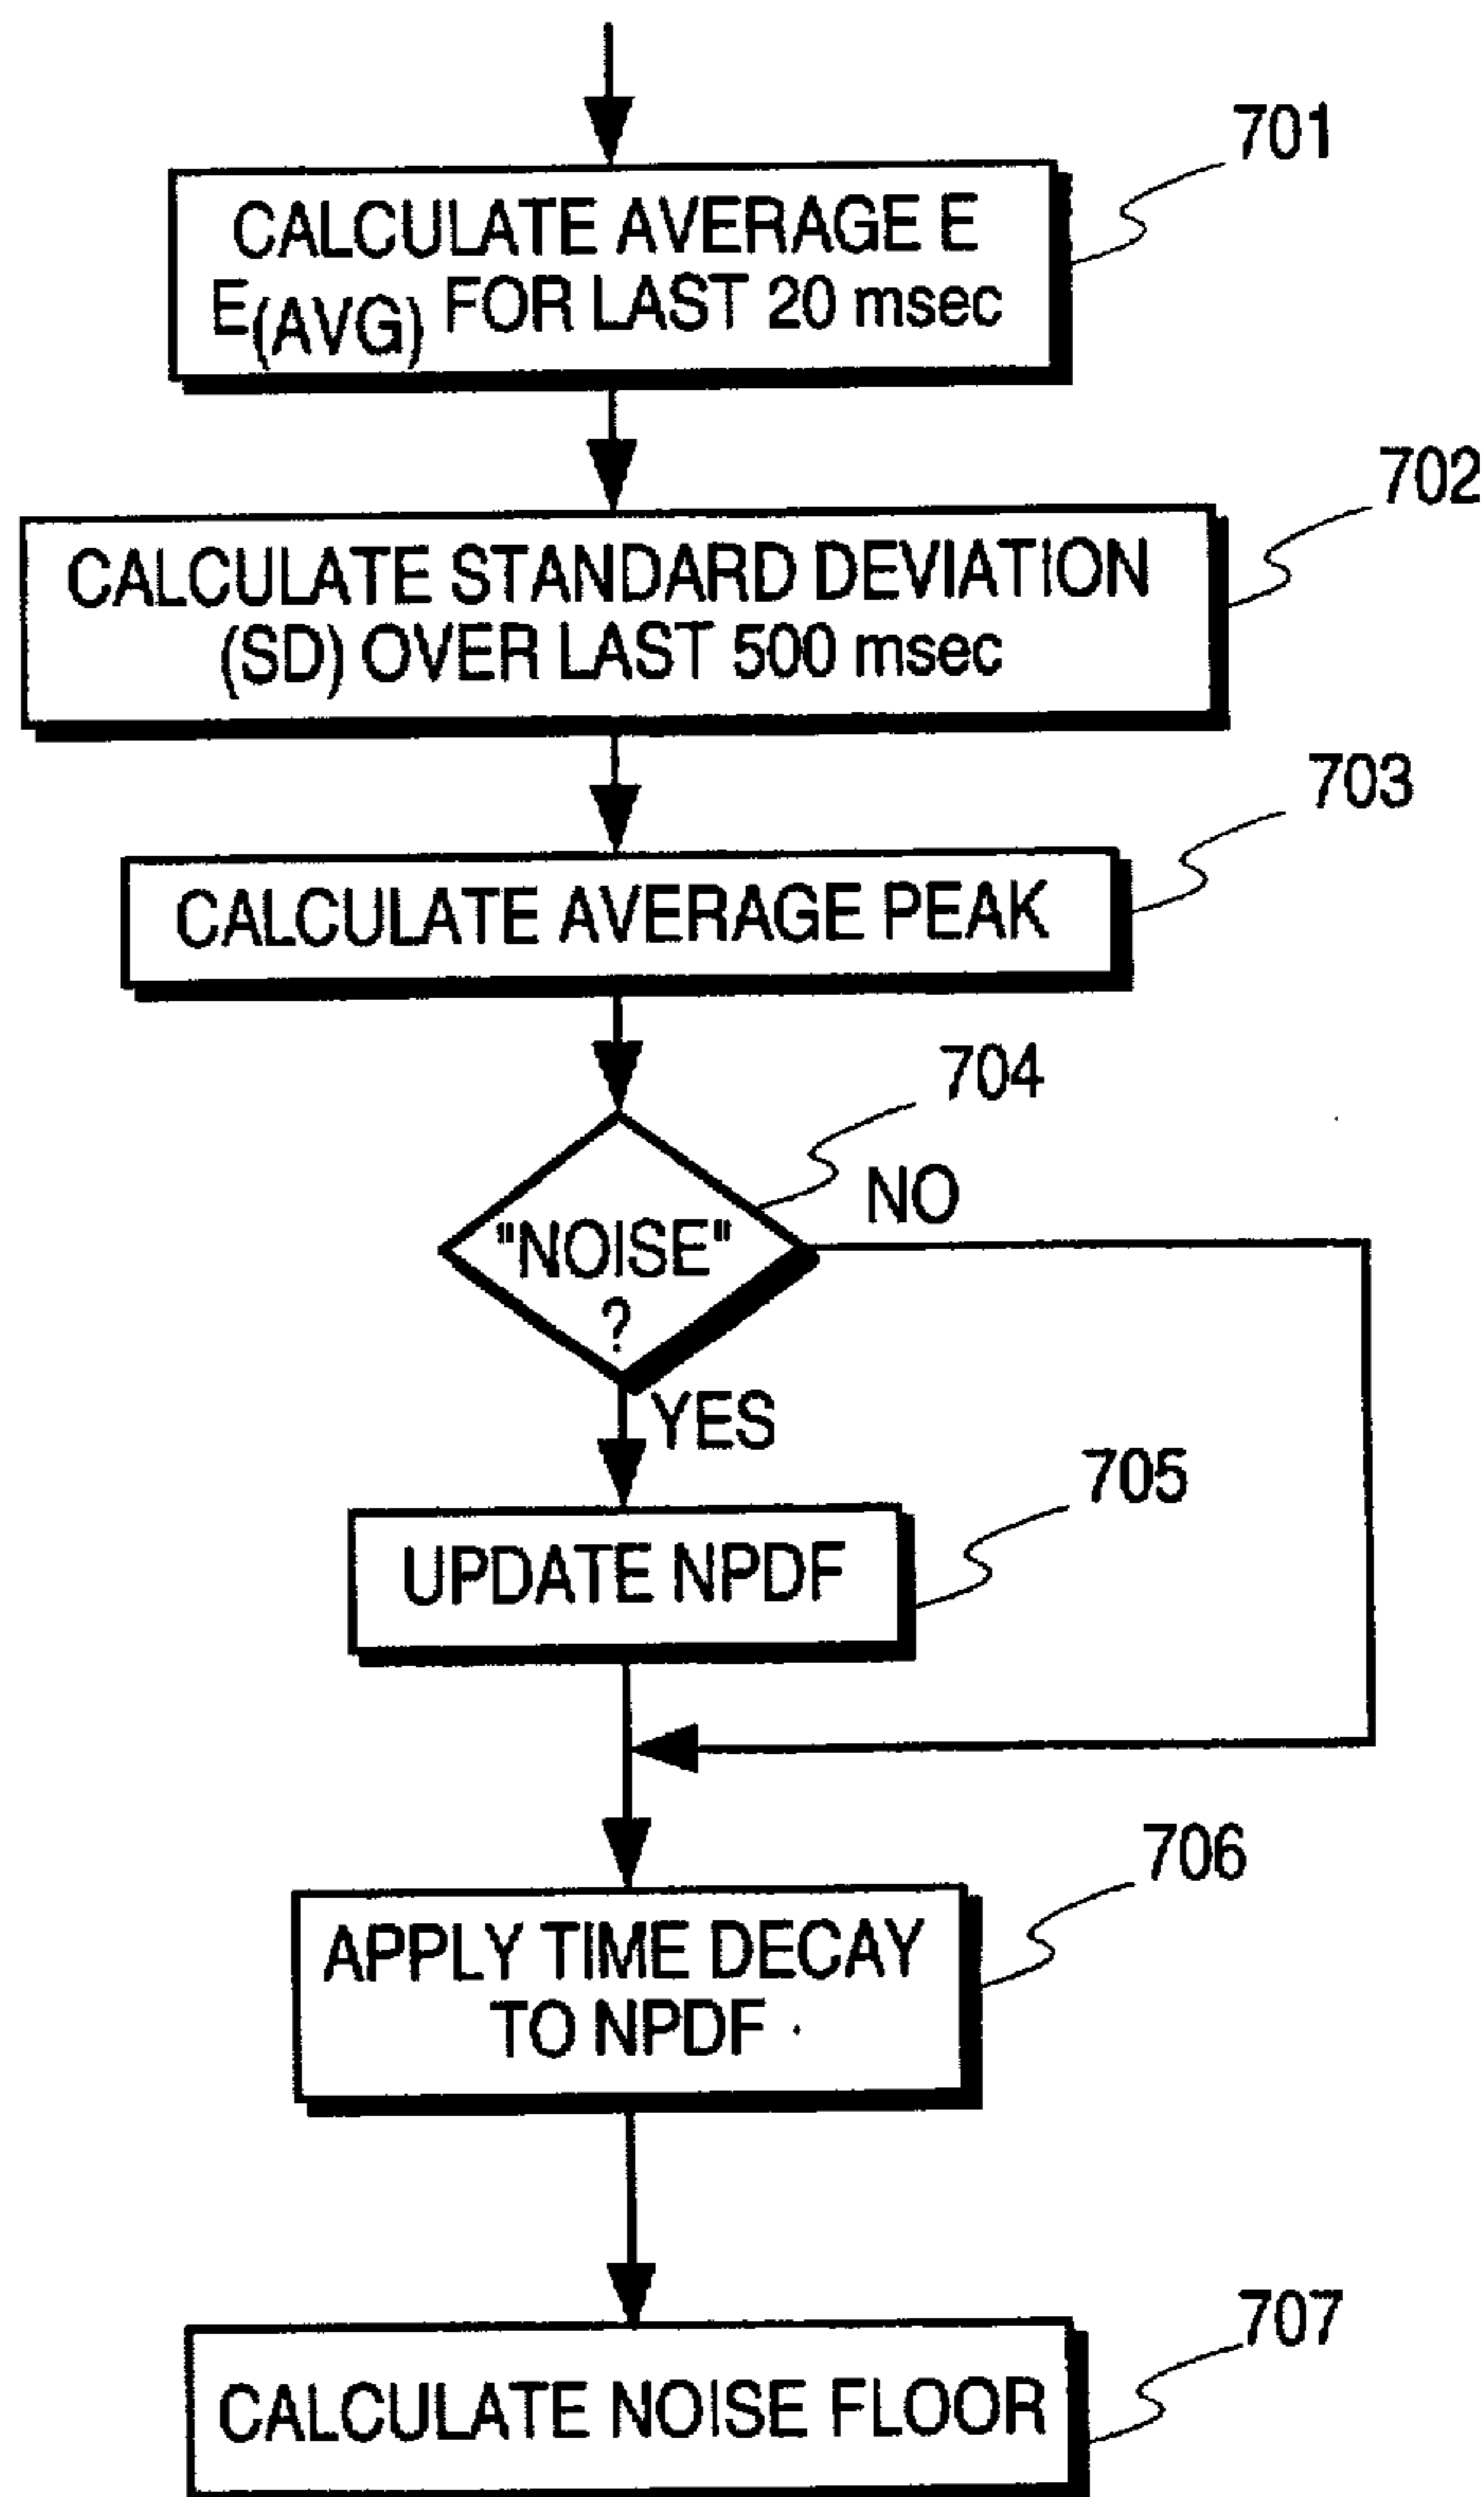 701
CALCULATE AVERAGE E
E(AVG) FOR LAST 20 msec
702
CALCULATE STANDARD DEVIATION
(SD) OVER LAST 500 msec
703
CALCULATE AVERAGE PEAK
704
NO
"NOISE"
?
YES
705
UPDATE NPDF
706
APPLY TIME DECAY
TO NPDF
707
CALCULATE NOISE FLOOR